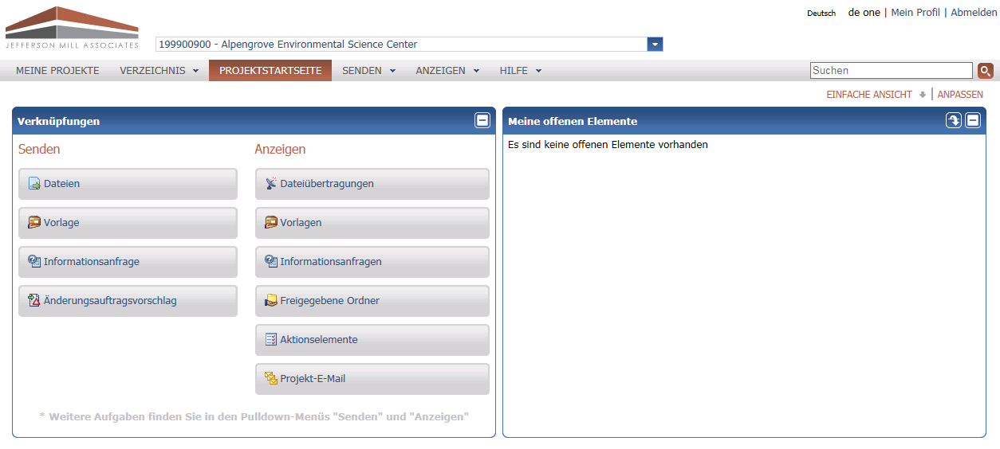 Deutsch de one | Mein Profil | Abmelden
JEFFERSON MILL ASSOCIATES
199900900 - Alpengrove Environmental Science Center
MEINE PROJEKTE VERZEICHNIS PROJEKTSTARTSEITE SENDEN ANZEIGEN HILFE Suchen
EINFACHE ANSICHT | ANPASSEN
Verknüpfungen
Senden
Dateien
Vorlage
Informationsanfrage
Änderungsauftragsvorschlag
Anzeigen
Dateiübertragungen
Vorlagen
Informationsanfragen
Freigegebene Ordner
Aktionselemente
Projekt-E-Mail
* Weitere Aufgaben finden Sie in den Pulldown-Menüs "Senden" und "Anzeigen"
Meine offenen Elemente
Es sind keine offenen Elemente vorhanden